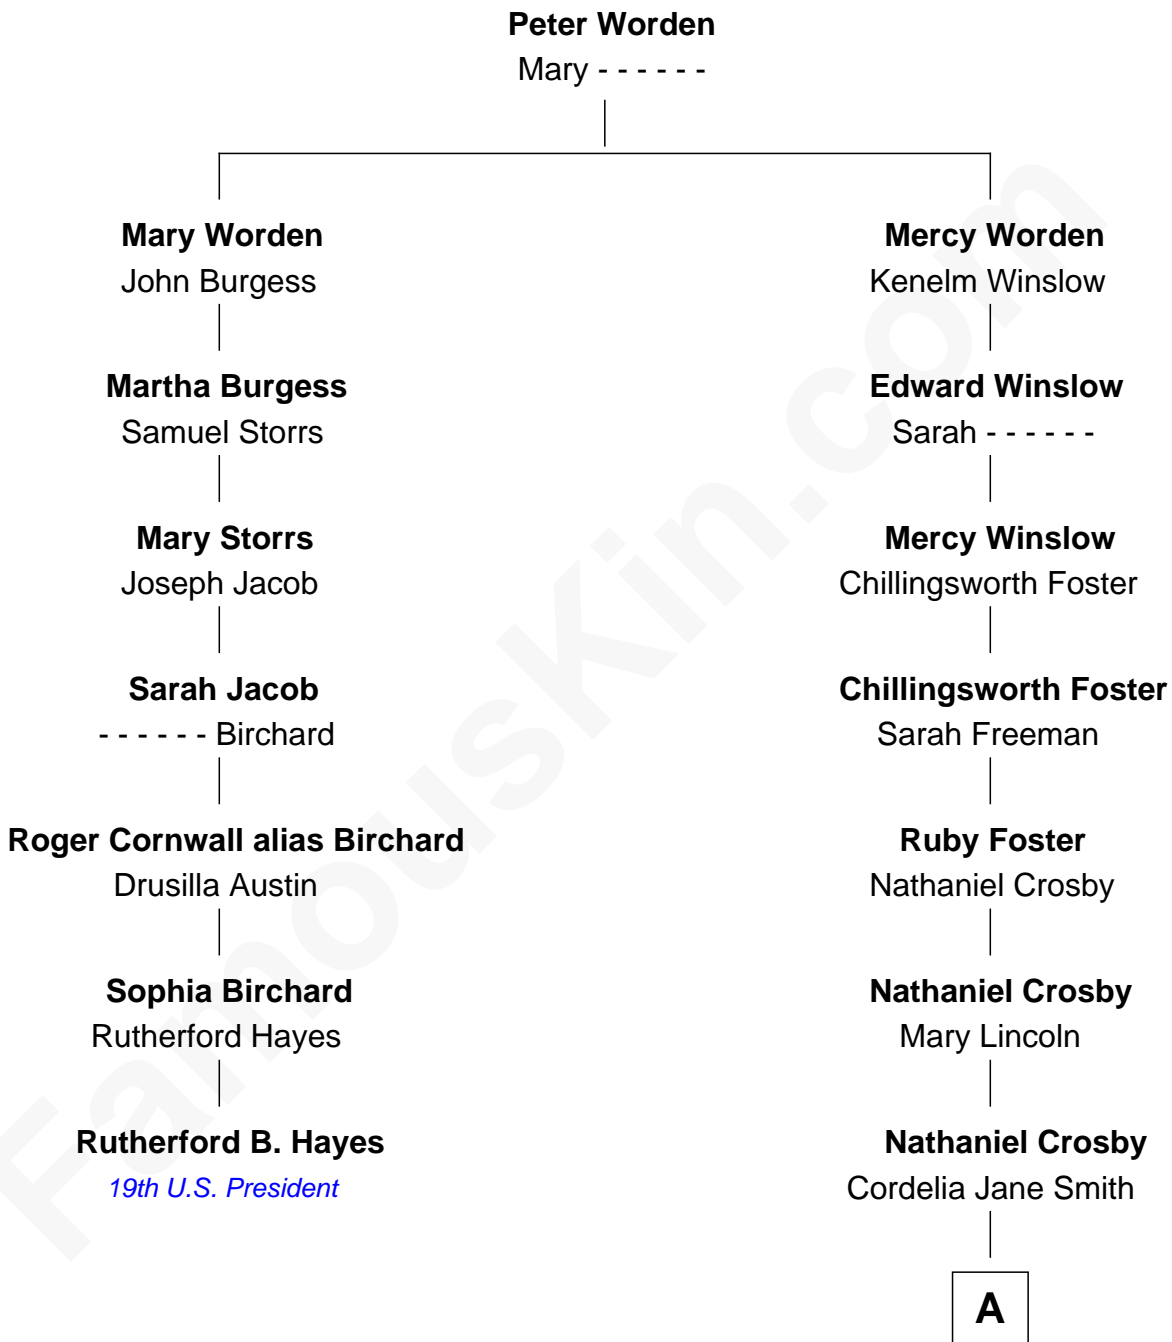 Peter Worden
Mary - - - - - -
Mary Worden
John Burgess
Mercy Worden
Kenelm Winslow
Martha Burgess
Samuel Storrs
Edward Winslow
Sarah - - - - - -
Mary Storrs
Joseph Jacob
Mercy Winslow
Chillingsworth Foster
Sarah Jacob
- - - - - - Birchard
Chillingsworth Foster
Sarah Freeman
Roger Cornwall alias Birchard
Drusilla Austin
Ruby Foster
Nathaniel Crosby
Sophia Birchard
Rutherford Hayes
Nathaniel Crosby
Mary Lincoln
Rutherford B. Hayes
19th U.S. President
Nathaniel Crosby
Cordelia Jane Smith
A
FamousKin.com